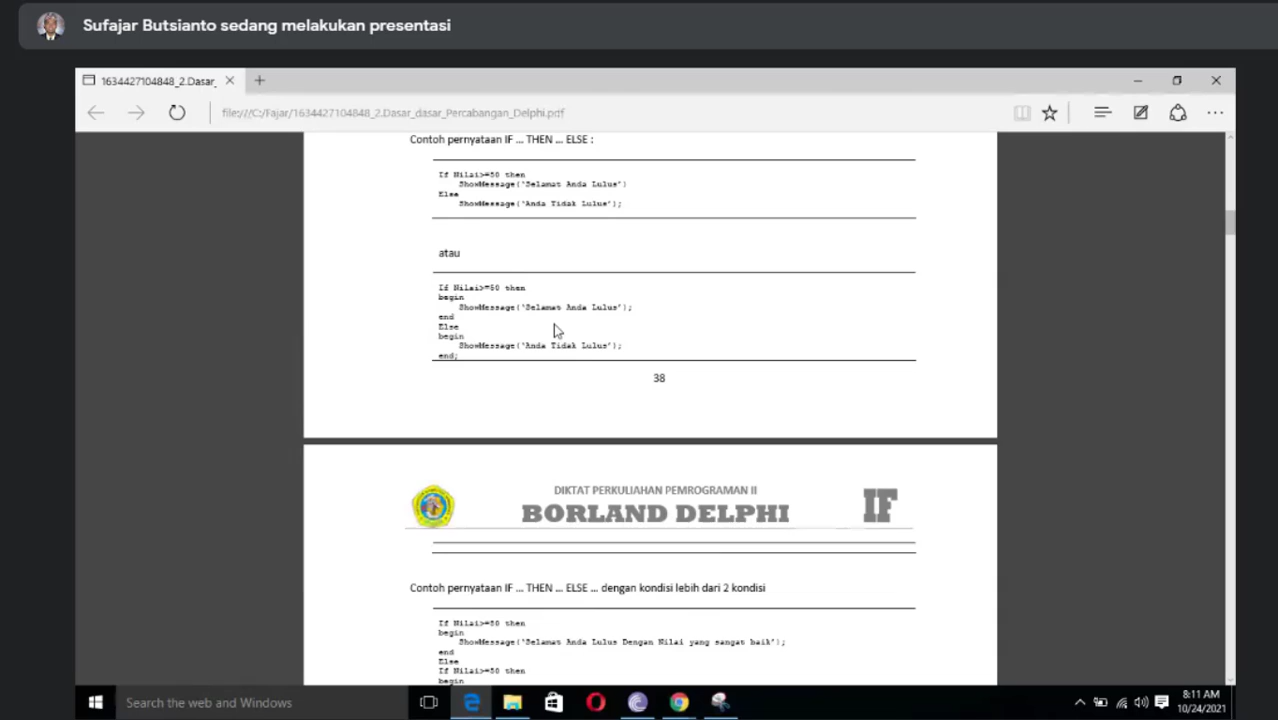 Sufajar Butsianto sedang melakukan presentasi
1634427104848_2.Dasar_
file:///C:/Fajar/1634427104848_2.Dasar_dasar_Percabangan_Delphi.pdf
Contoh pernyataan IF ... THEN ... ELSE :
If Nilai>=50 then
ShowMessage('Selamat Anda Lulus')
Else
ShowMessage('Anda Tidak Lulus');
atau
If Nilai>=50 then
begin
ShowMessage('Selamat Anda Lulus');
end
Else
begin
ShowMessage('Anda Tidak Lulus');
end;
38
DIKTAT PERKULIAHAN PEMROGRAMAN II
BORLAND DELPHI
IF
Contoh pernyataan IF ... THEN ... ELSE ... dengan kondisi lebih dari 2 kondisi
If Nilai>=80 then
begin
ShowMessage('Selamat Anda Lulus Dengan Nilai yang sangat baik');
end
Else
If Nilai>=50 then
begin
Search the web and Windows
8:11 AM
10/24/2021